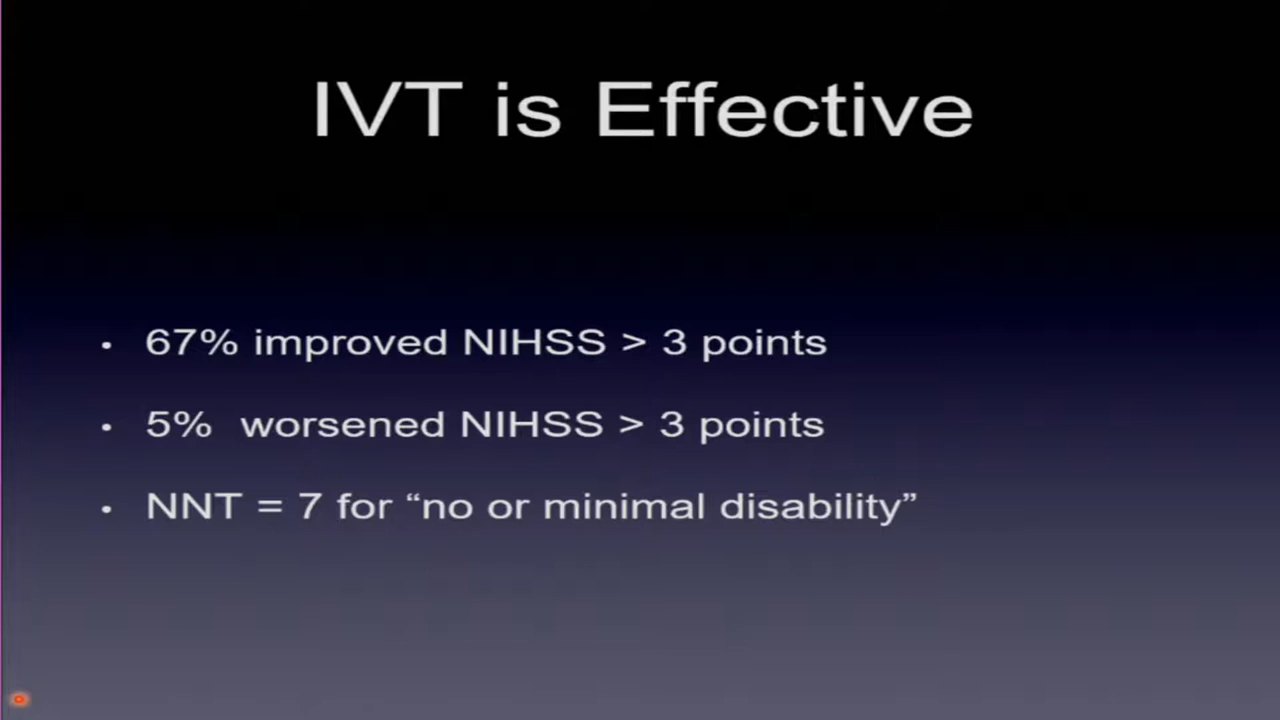 IVT is Effective
• 67% improved NIHSS > 3 points
• 5% worsened NIHSS > 3 points
• NNT = 7 for “no or minimal disability”